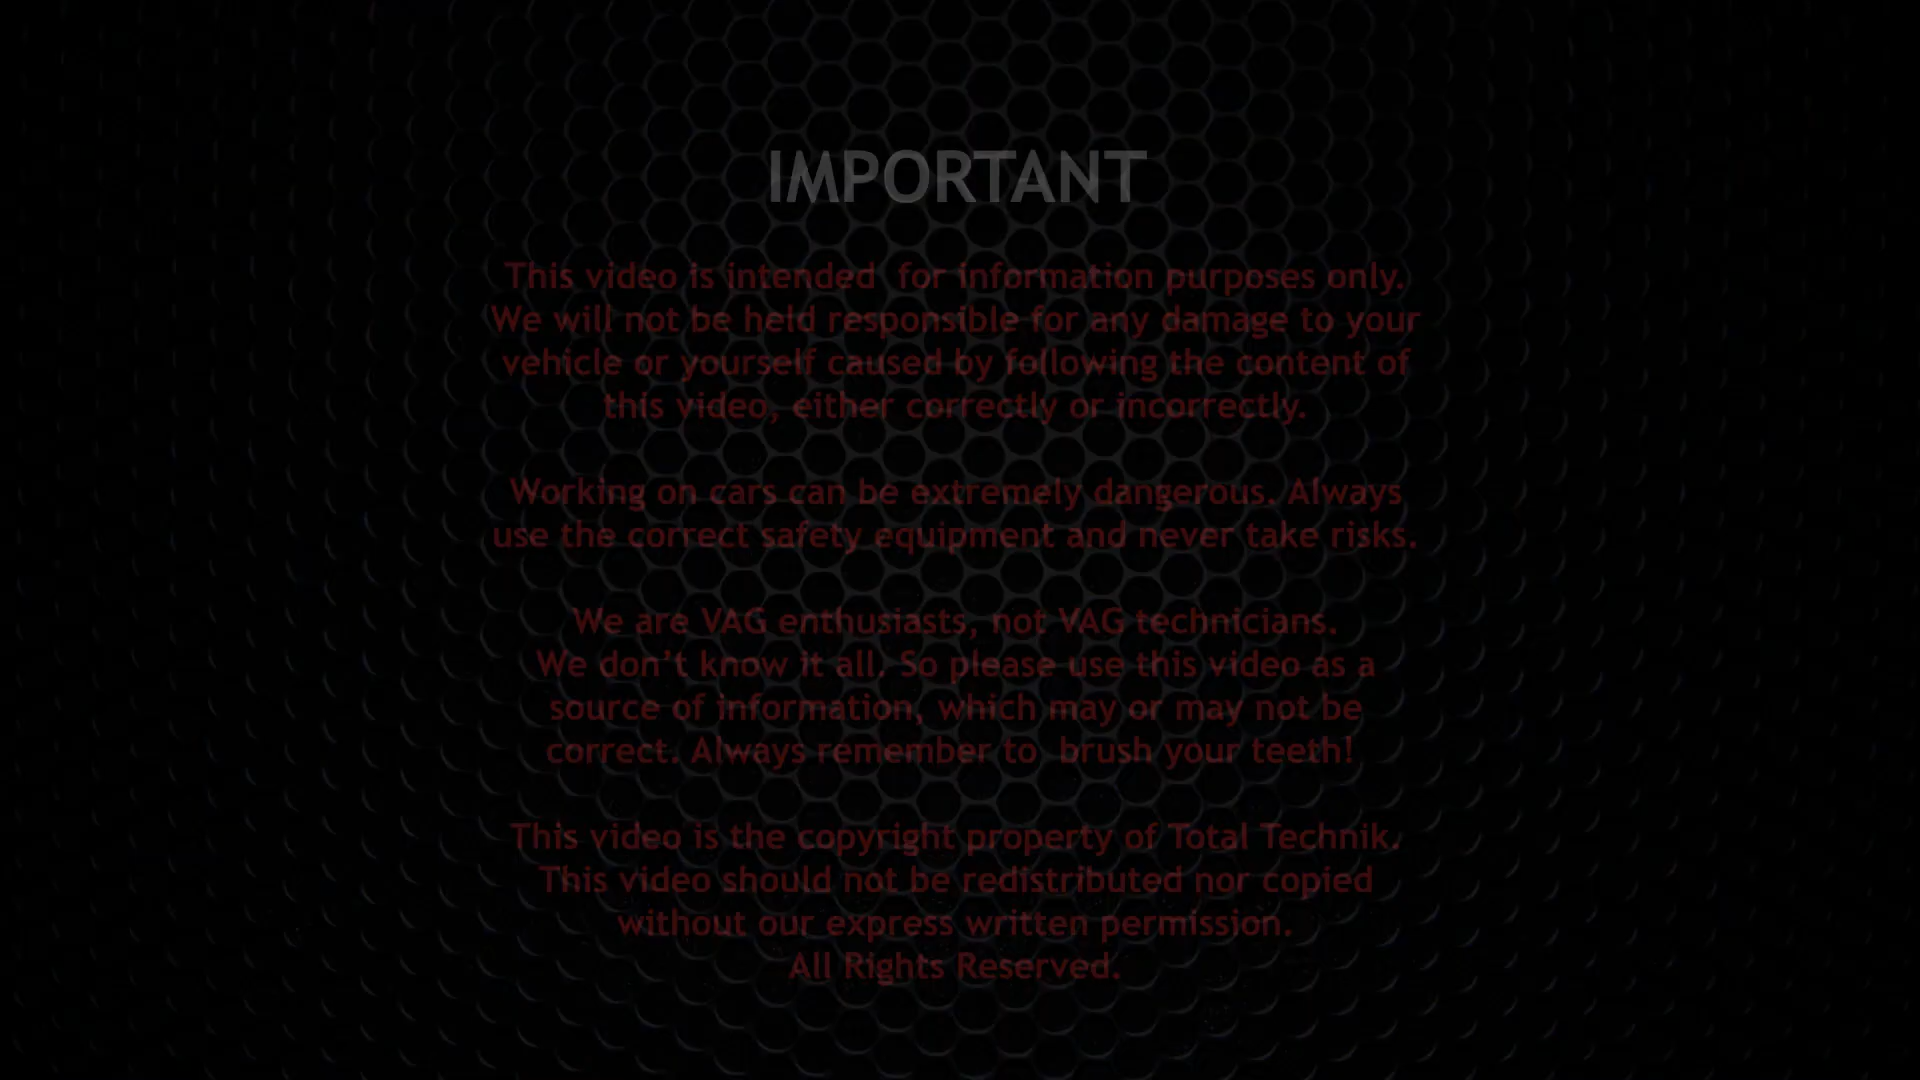 IMPORTANT
This video is intended  for information purposes only.
We will not be held responsible for any damage to your
vehicle or yourself caused by following the content of
this video, either correctly or incorrectly.
Working on cars can be extremely dangerous. Always
use the correct safety equipment and never take risks.
We are VAG enthusiasts, not VAG technicians.
We don’t know it all. So please use this video as a
source of information, which may or may not be
correct. Always remember to  brush your teeth!
This video is the copyright property of Total Technik.
This video should not be redistributed nor copied
without our express written permission.
All Rights Reserved.